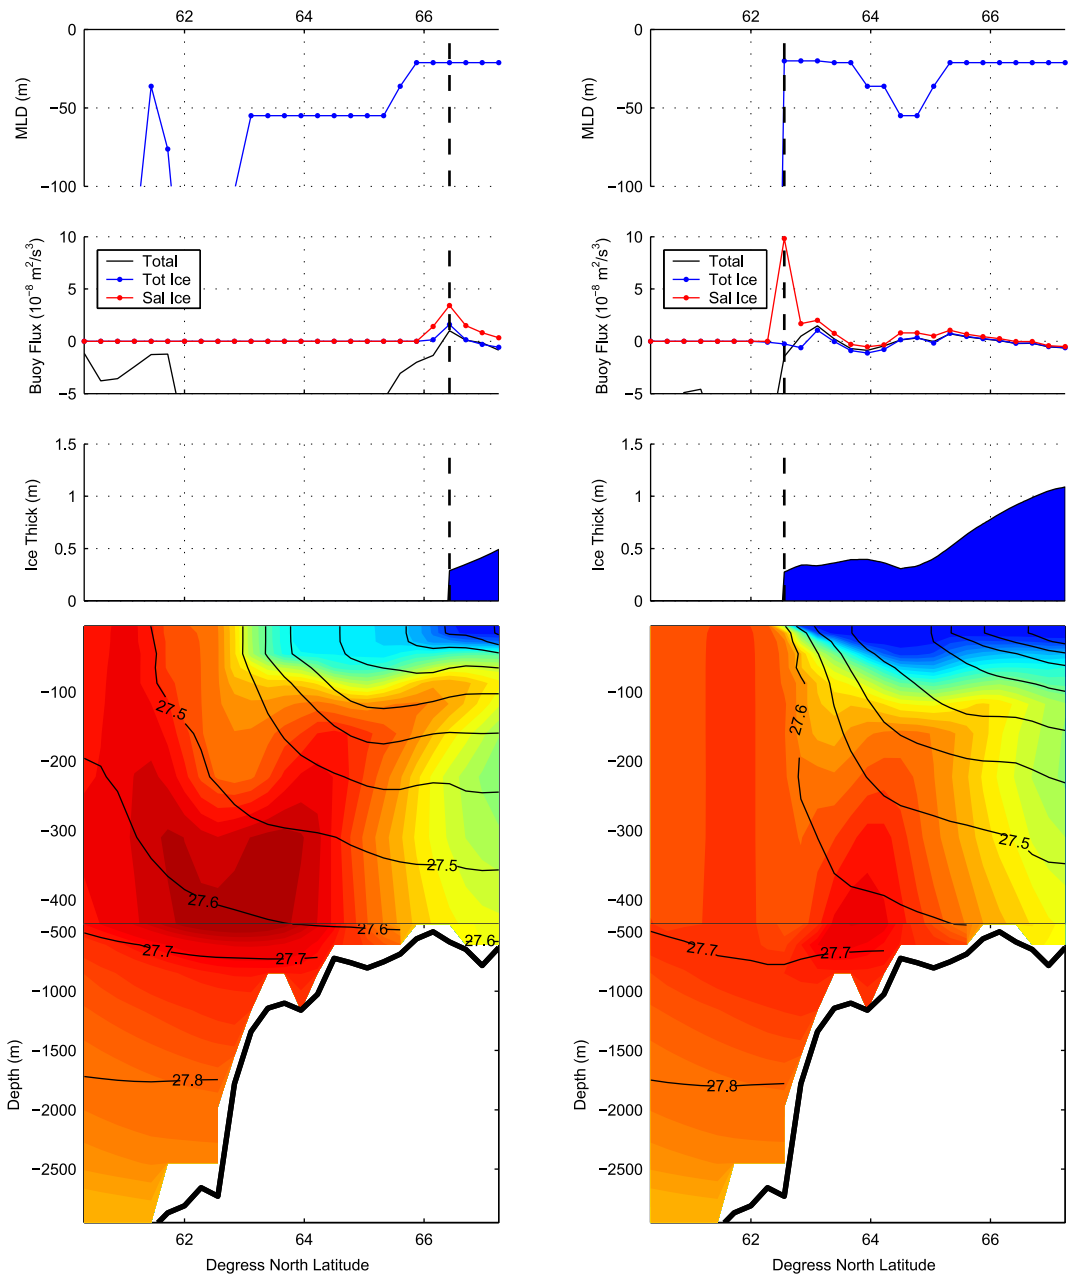 62 64 66
0
−50
−100
MLD (m)
62 64 66
0
−50
−100
MLD (m)
10
5
0
−5
Buoy Flux (10⁻⁸ m²/s³)
Total
Tot Ice
Sal Ice
10
5
0
−5
Buoy Flux (10⁻⁸ m²/s³)
Total
Tot Ice
Sal Ice
1.5
1
0.5
0
Ice Thick (m)
1.5
1
0.5
0
Ice Thick (m)
−100
−200
−300
−400
−500
−1000
−1500
−2000
−2500
Depth (m)
27.5
27.5
27.6
27.6
27.6
27.7
27.7
27.8
62 64 66
Degress North Latitude
−100
−200
−300
−400
−500
−1000
−1500
−2000
−2500
Depth (m)
27.6
27.5
27.7
27.7
27.8
62 64 66
Degress North Latitude